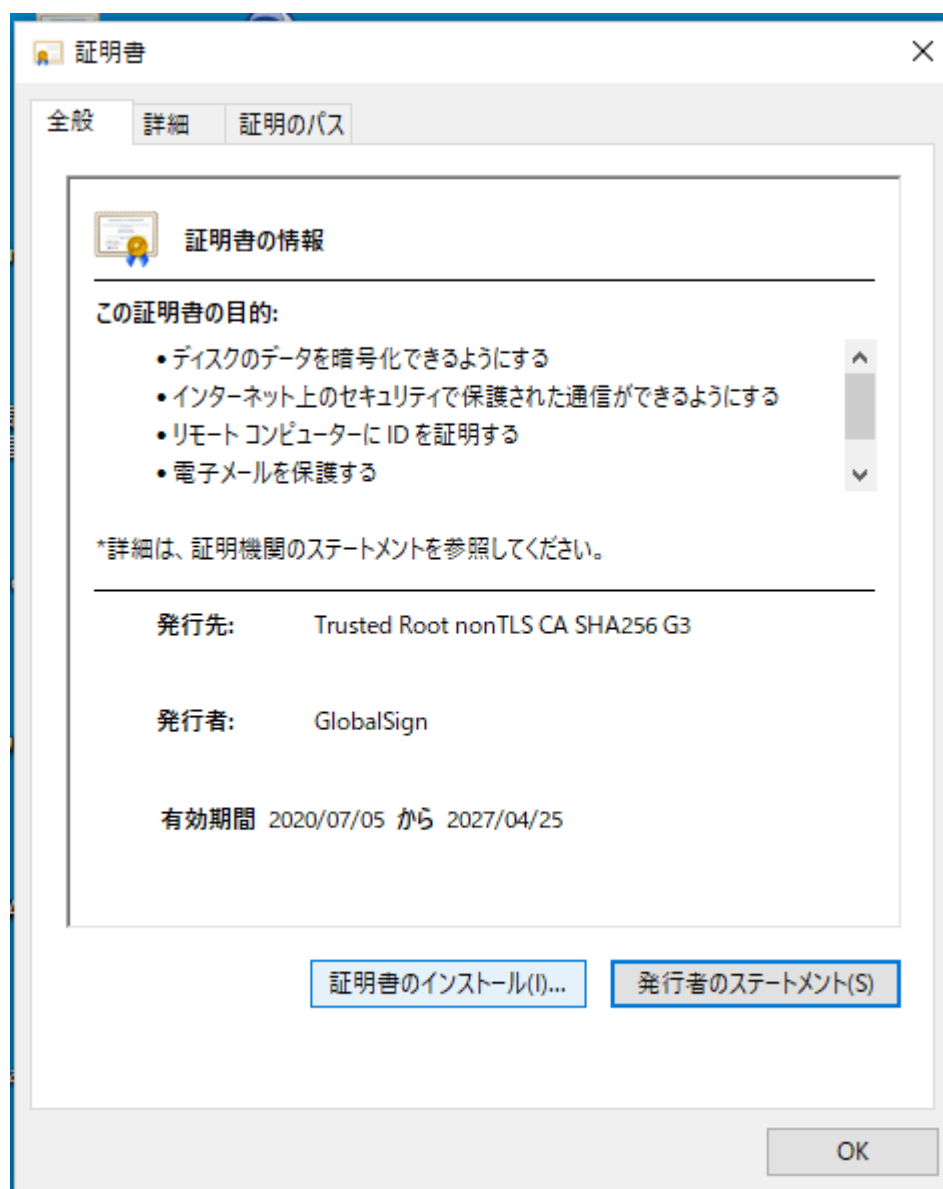 証明書
全般 詳細 証明のパス
証明書の情報
この証明書の目的:
• ディスクのデータを暗号化できるようにする
• インターネット上のセキュリティで保護された通信ができるようにする
• リモート コンピューターに ID を証明する
• 電子メールを保護する
*詳細は、証明機関のステートメントを参照してください。
発行先: Trusted Root nonTLS CA SHA256 G3
発行者: GlobalSign
有効期間 2020/07/05 から 2027/04/25
証明書のインストール(I)... 発行者のステートメント(S)
OK